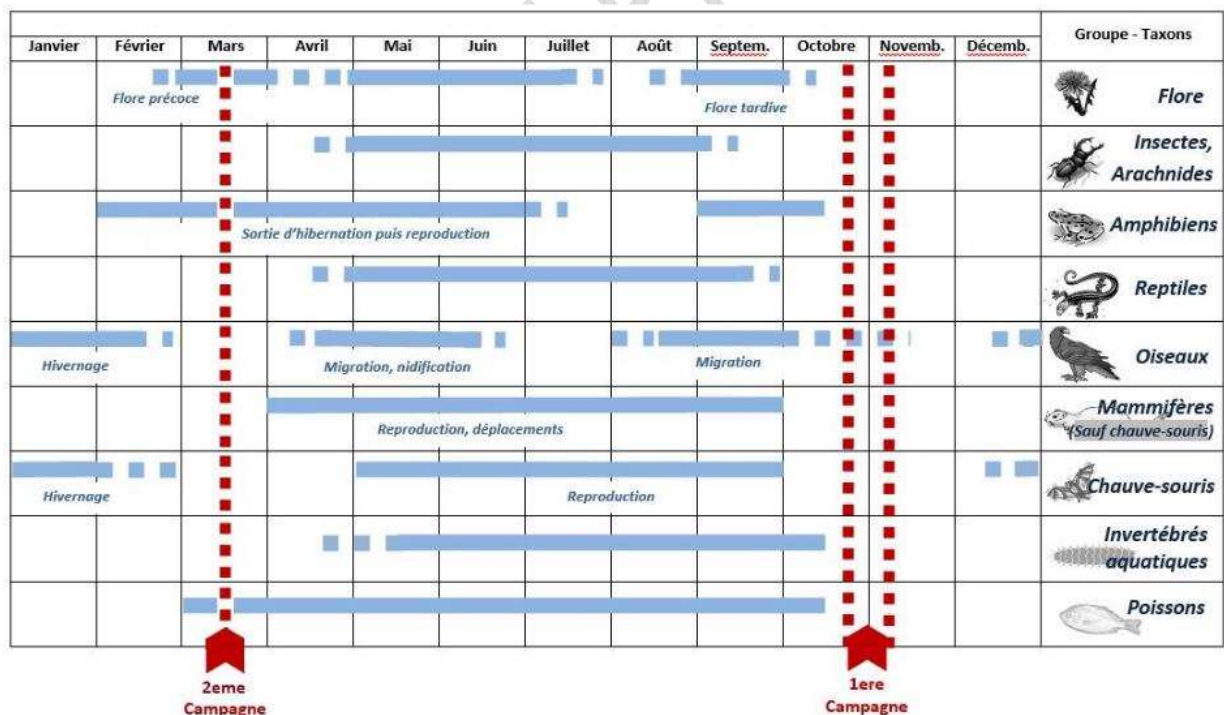 Janvier Février Mars Avril Mai Juin Juillet Août Septem. Octobre Novemb. Décemb. Groupe - Taxons
Flore précoce Flore tardive Flore
Insectes,
Arachnides
Sortie d'hibernation puis reproduction Amphibiens
Reptiles
Hivernage Migration, nidification Migration Oiseaux
Reproduction, déplacements Mammifères
(Sauf chauve-souris)
Hivernage Reproduction Chauve-souris
Invertébrés
aquatiques
Poissons
2eme
Campagne
1ere
Campagne